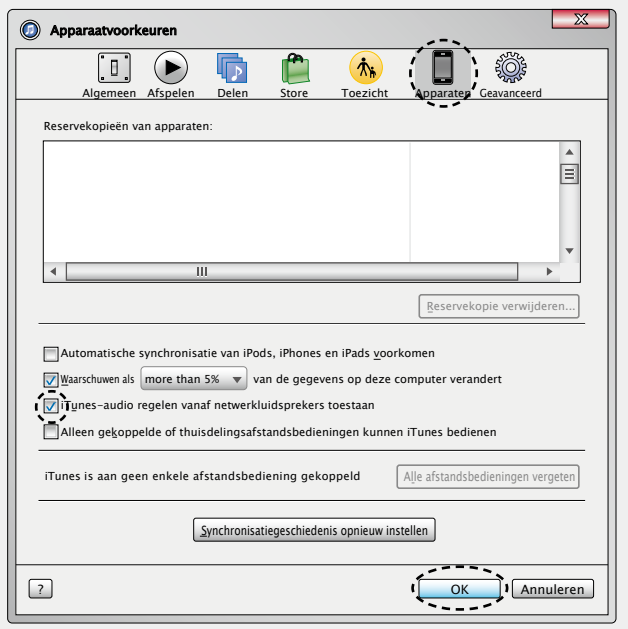 Apparaatvoorkeuren
Algemeen Afspelen Delen Store Toezicht Apparaten Geavanceerd
Reservekopieën van apparaten:
Reservekopie verwijderen...
Automatische synchronisatie van iPods, iPhones en iPads voorkomen
Waarschuwen als more than 5% van de gegevens op deze computer verandert
iTunes-audio regelen vanaf netwerkluidsprekers toestaan
Alleen gekoppelde of thuisdelingsafstandsbedieningen kunnen iTunes bedienen
iTunes is aan geen enkele afstandsbediening gekoppeld Alle afstandsbedieningen vergeten
Synchronisatiegeschiedenis opnieuw instellen
? OK Annuleren